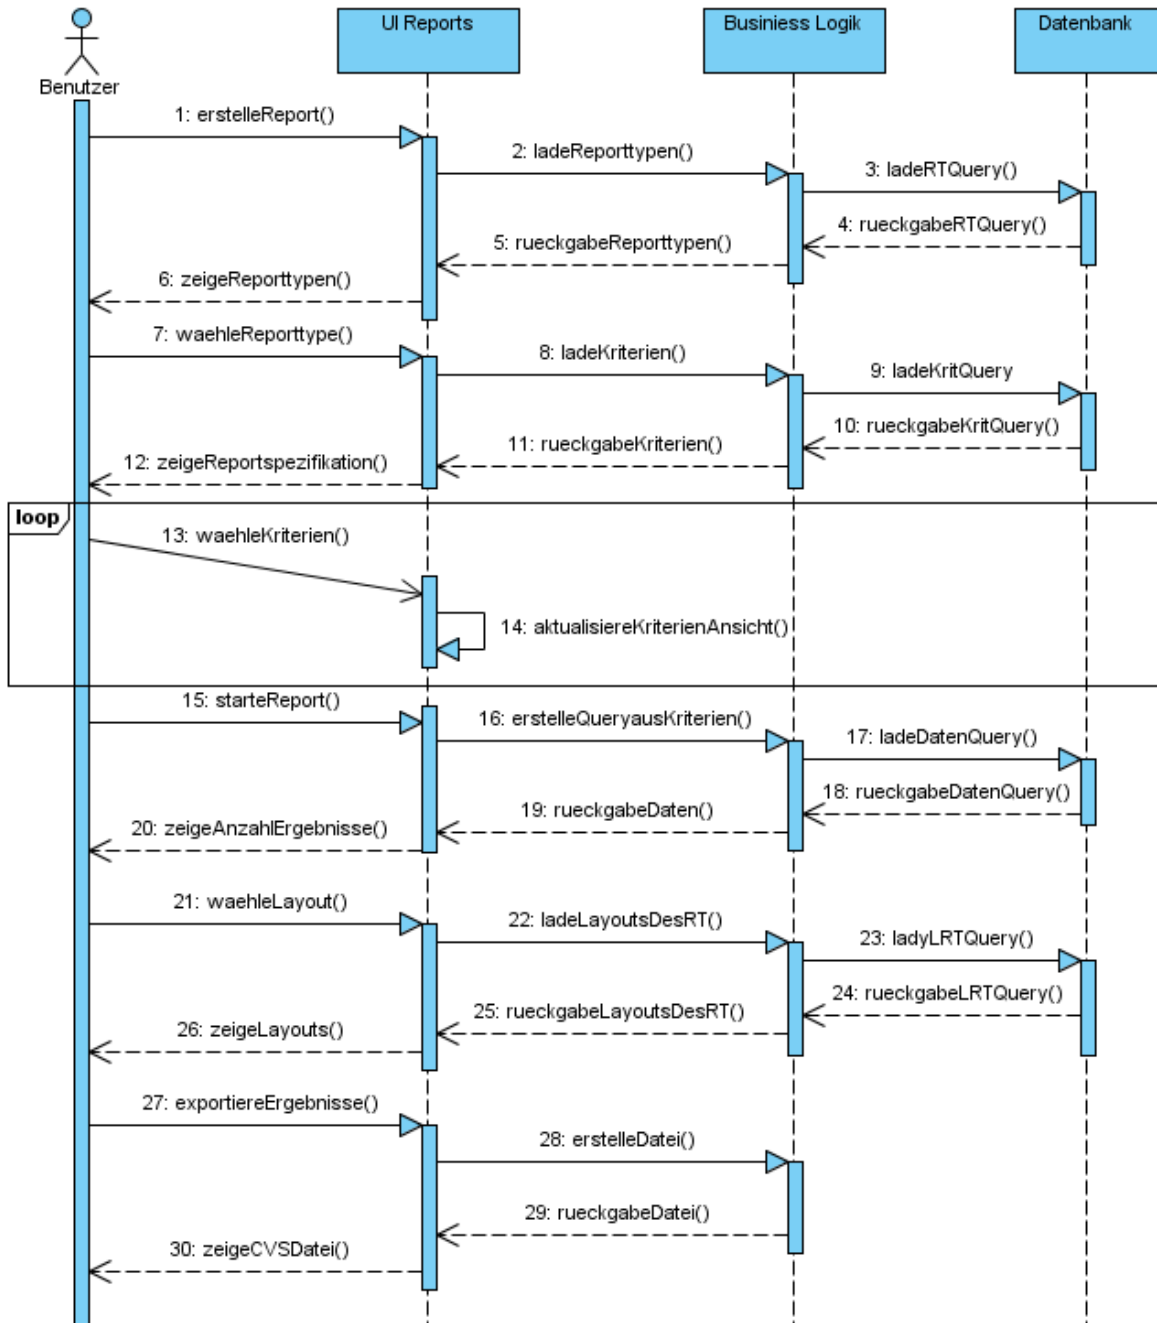 UI Reports
Businiess Logik
Datenbank
Benutzer
1: erstelleReport()
2: ladeReporttypen()
3: ladeRTQuery()
4: rueckgabeRTQuery()
5: rueckgabeReporttypen()
6: zeigeReporttypen()
7: waehleReporttype()
8: ladeKriterien()
9: ladeKritQuery
10: rueckgabeKritQuery()
11: rueckgabeKriterien()
12: zeigeReportspezifikation()
loop
13: waehleKriterien()
14: aktualisiereKriterienAnsicht()
15: starteReport()
16: erstelleQueryausKriterien()
17: ladeDatenQuery()
18: rueckgabeDatenQuery()
19: rueckgabeDaten()
20: zeigeAnzahlErgebnisse()
21: waehleLayout()
22: ladeLayoutsDesRT()
23: ladyLRTQuery()
24: rueckgabeLRTQuery()
25: rueckgabeLayoutsDesRT()
26: zeigeLayouts()
27: exportiereErgebnisse()
28: erstelleDatei()
29: rueckgabeDatei()
30: zeigeCVSDatei()